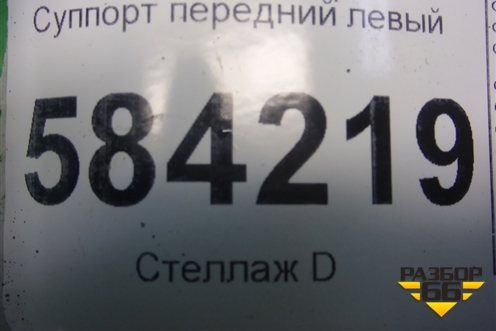 Суппорт передний левый
584219
Стеллаж D
РАЗБОР
66